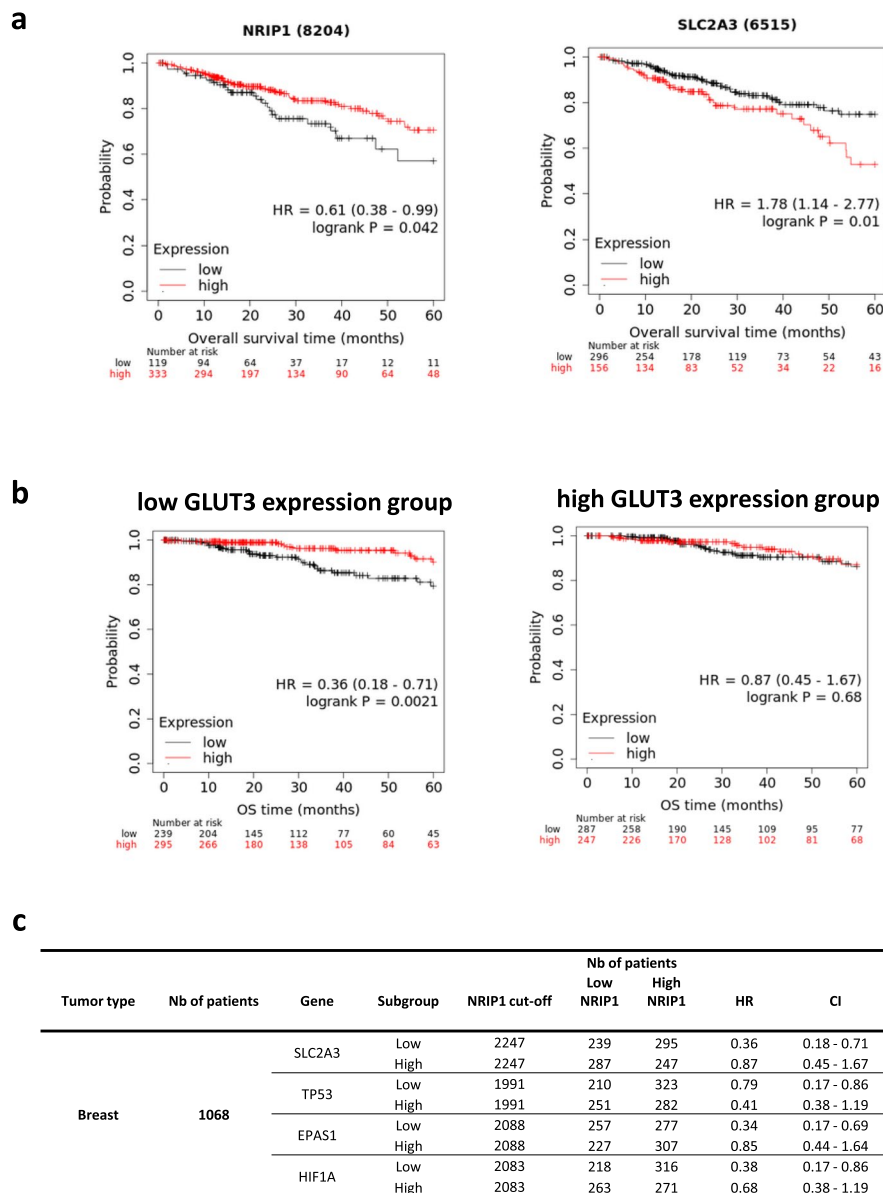 a
NRIP1 (8204)
1.0
0.8
0.6
0.4
0.2
0.0
Probability
HR = 0.61 (0.38 - 0.99)
logrank P = 0.042
Expression
low
high
0 10 20 30 40 50 60
Overall survival time (months)
Number at risk
low 119 94 64 37 17 12 11
high 333 294 197 134 90 64 48
SLC2A3 (6515)
1.0
0.8
0.6
0.4
0.2
0.0
Probability
HR = 1.78 (1.14 - 2.77)
logrank P = 0.01
Expression
low
high
0 10 20 30 40 50 60
Overall survival time (months)
Number at risk
low 296 254 178 119 73 54 43
high 156 134 83 52 34 22 16
b
low GLUT3 expression group
1.0
0.8
0.6
0.4
0.2
0.0
Probability
HR = 0.36 (0.18 - 0.71)
logrank P = 0.0021
Expression
low
high
0 10 20 30 40 50 60
OS time (months)
Number at risk
low 239 204 145 112 77 60 45
high 295 266 180 138 105 84 63
high GLUT3 expression group
1.0
0.8
0.6
0.4
0.2
0.0
Probability
HR = 0.87 (0.45 - 1.67)
logrank P = 0.68
Expression
low
high
0 10 20 30 40 50 60
OS time (months)
Number at risk
low 287 258 190 145 109 95 77
high 247 226 170 128 102 81 68
c
Nb of patients
Tumor type Nb of patients Gene Subgroup NRIP1 cut-off Low NRIP1 High NRIP1 HR CI
SLC2A3 Low 2247 239 295 0.36 0.18 - 0.71
High 2247 287 247 0.87 0.45 - 1.67
TP53 Low 1991 210 323 0.79 0.17 - 0.86
High 1991 251 282 0.41 0.38 - 1.19
Breast 1068
EPAS1 Low 2088 257 277 0.34 0.17 - 0.69
High 2088 227 307 0.85 0.44 - 1.64
HIF1A Low 2083 218 316 0.38 0.17 - 0.86
High 2083 263 271 0.68 0.38 - 1.19